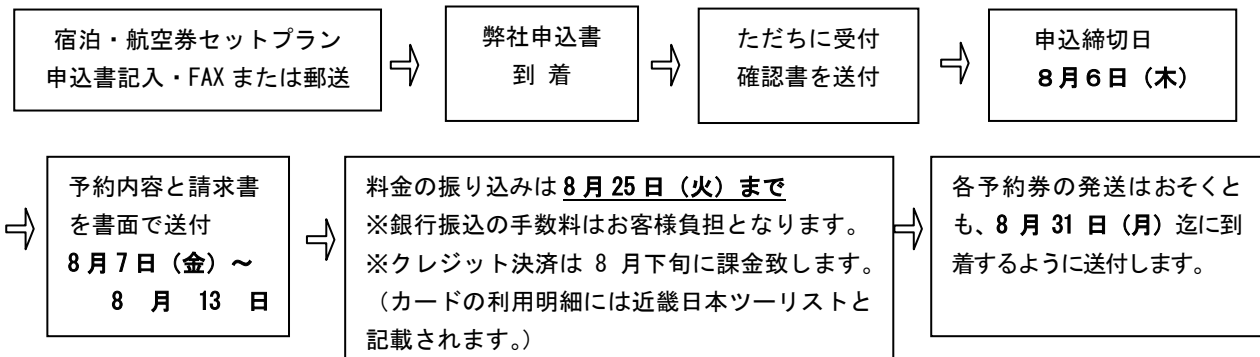 宿泊・航空券セットプラン
申込書記入・FAX または郵送
弊社申込書
到 着
ただちに受付
確認書を送付
申込締切日
８月６日（木）
予約内容と請求書
を書面で送付
8 月 7 日（金）～
8 月 13 日
料金の振り込みは 8 月 25 日（火）まで
※銀行振込の手数料はお客様負担となります。
※クレジット決済は 8 月下旬に課金致します。
（カードの利用明細には近畿日本ツーリストと
記載されます。）
各予約券の発送はおそくと
も、8 月 31 日（月）迄に到
着するように送付します。